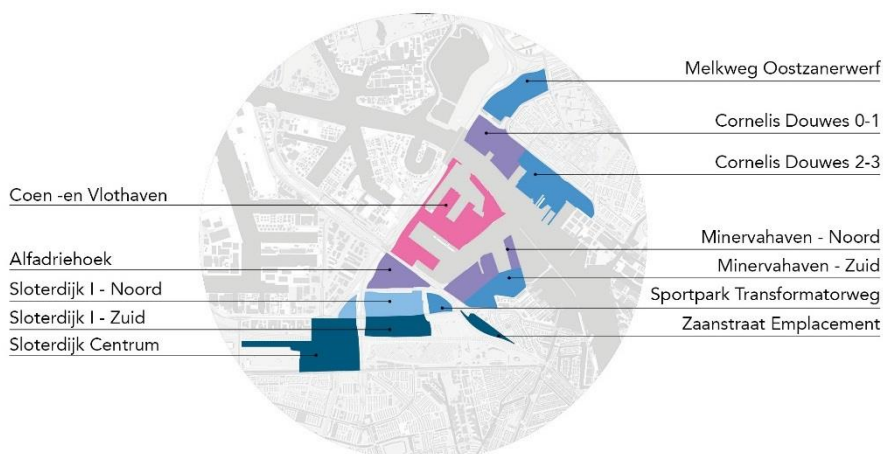 Melkweg Oostzanerwerf
Cornelis Douwes 0-1
Cornelis Douwes 2-3
Coen -en Vlothaven
Minervahaven - Noord
Alfadriehoek
Minervahaven - Zuid
Sloterdijk I - Noord
Sportpark Transformatorweg
Sloterdijk I - Zuid
Zaanstraat Emplacement
Sloterdijk Centrum